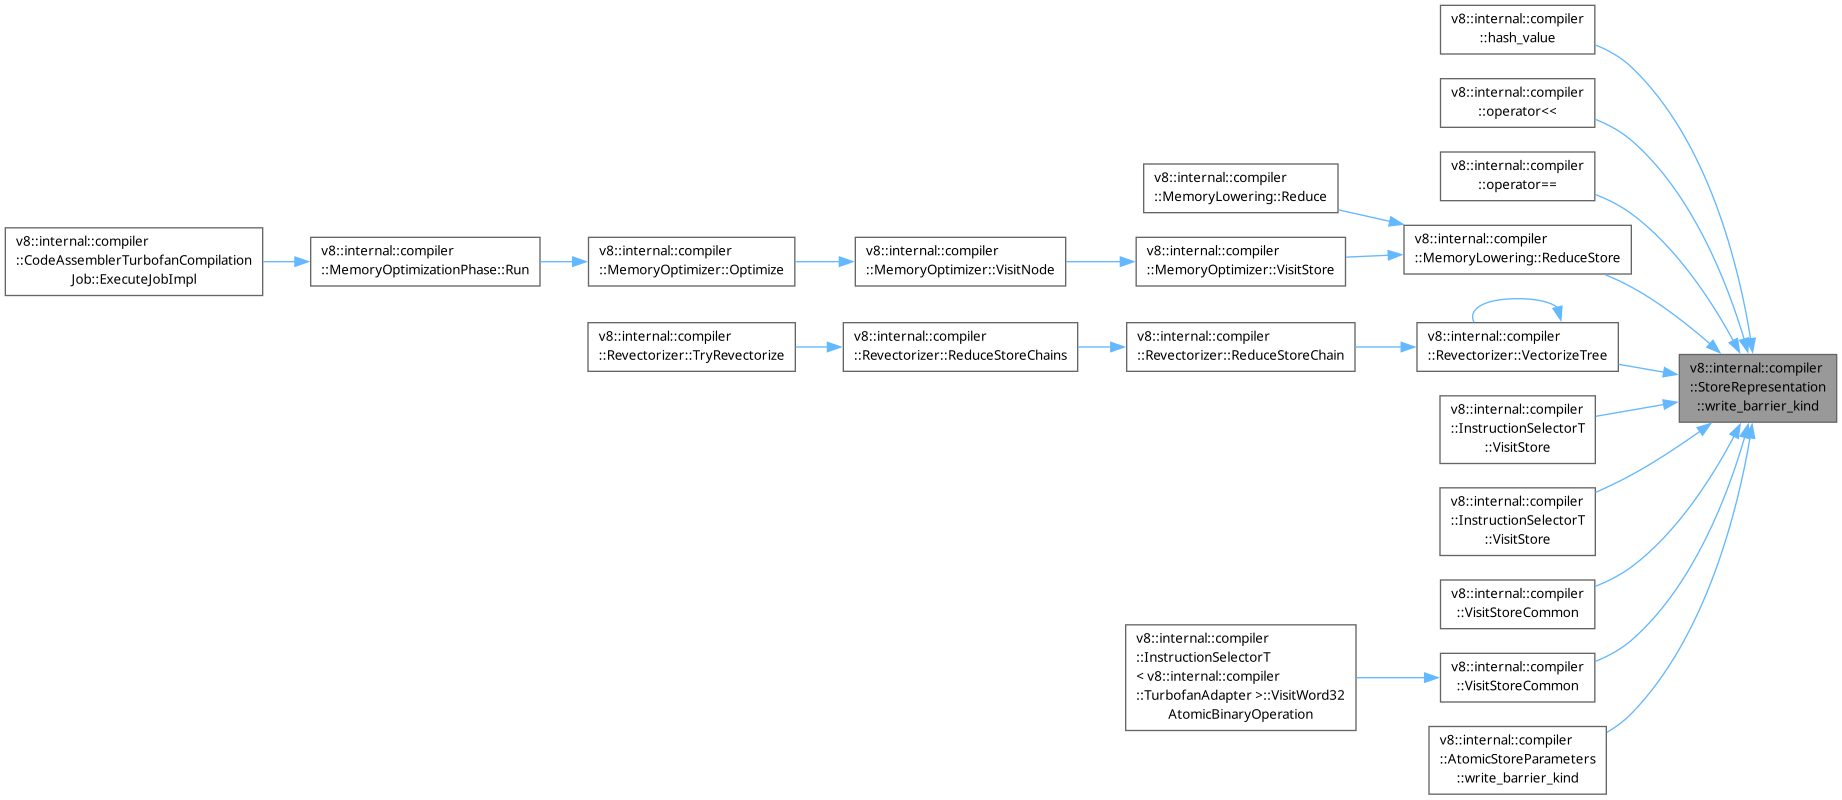 v8::internal::compiler
::hash_value
v8::internal::compiler
::operator<<
v8::internal::compiler
::operator==
v8::internal::compiler
::MemoryLowering::Reduce
v8::internal::compiler
::CodeAssemblerTurbofanCompilation
Job::ExecuteJobImpl
v8::internal::compiler
::MemoryOptimizationPhase::Run
v8::internal::compiler
::MemoryOptimizer::Optimize
v8::internal::compiler
::MemoryOptimizer::VisitNode
v8::internal::compiler
::MemoryOptimizer::VisitStore
v8::internal::compiler
::MemoryLowering::ReduceStore
v8::internal::compiler
::Revectorizer::TryRevectorize
v8::internal::compiler
::Revectorizer::ReduceStoreChains
v8::internal::compiler
::Revectorizer::ReduceStoreChain
v8::internal::compiler
::Revectorizer::VectorizeTree
v8::internal::compiler
::StoreRepresentation
::write_barrier_kind
v8::internal::compiler
::InstructionSelectorT
::VisitStore
v8::internal::compiler
::InstructionSelectorT
::VisitStore
v8::internal::compiler
::VisitStoreCommon
v8::internal::compiler
::InstructionSelectorT
< v8::internal::compiler
::TurbofanAdapter >::VisitWord32
AtomicBinaryOperation
v8::internal::compiler
::VisitStoreCommon
v8::internal::compiler
::AtomicStoreParameters
::write_barrier_kind